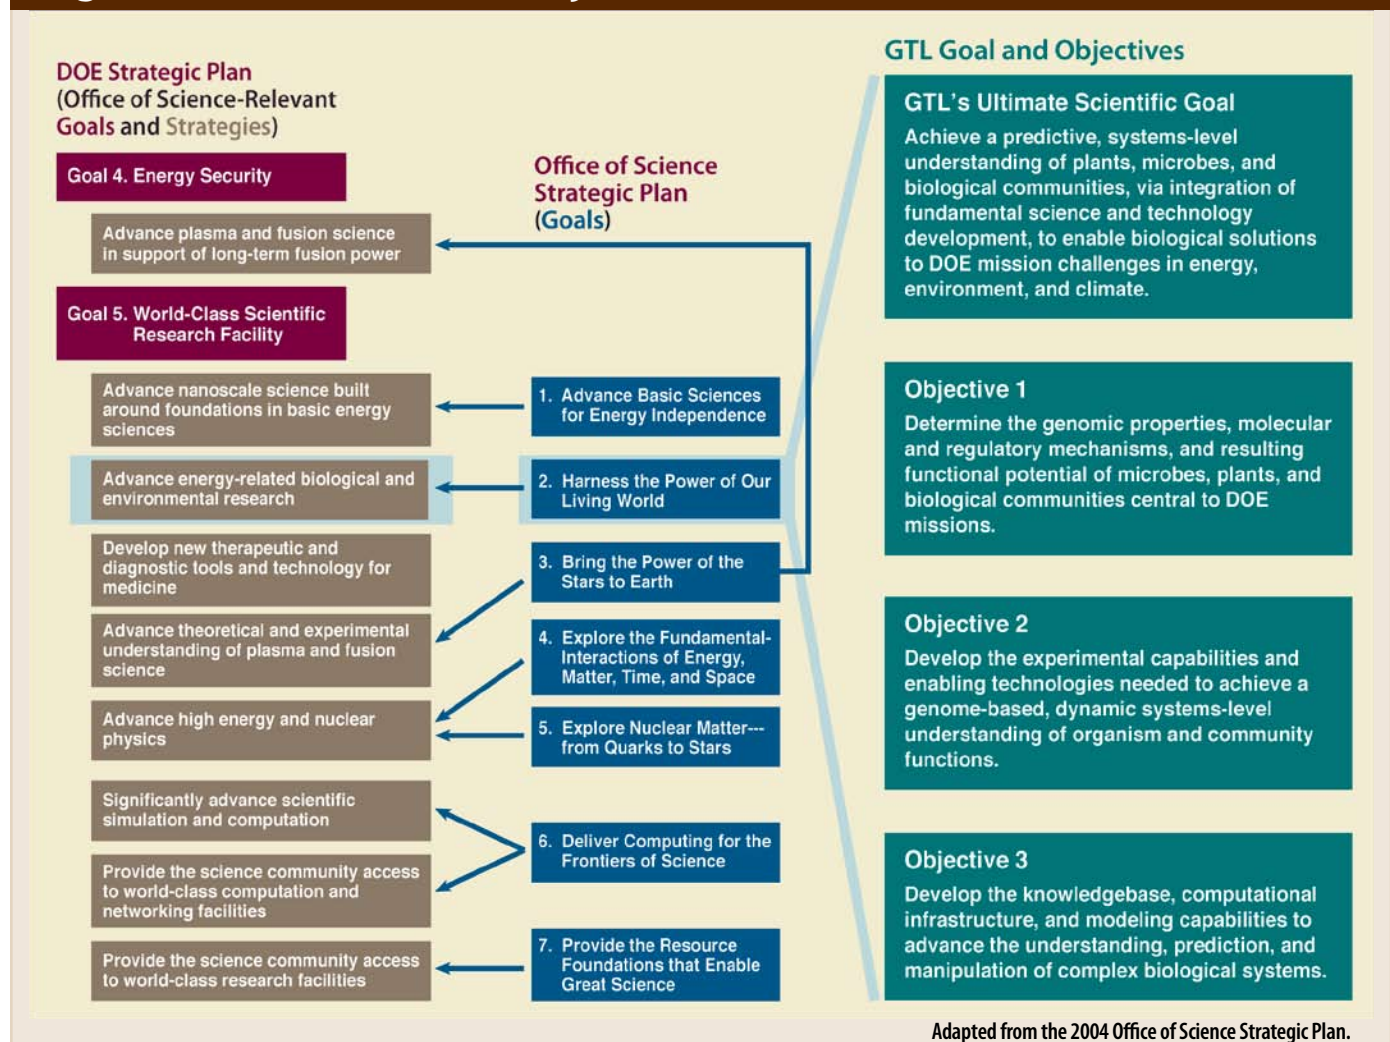 DOE Strategic Plan
(Office of Science-Relevant
Goals and Strategies)
Goal 4. Energy Security
Advance plasma and fusion science
in support of long-term fusion power
Goal 5. World-Class Scientific
Research Facility
Advance nanoscale science built
around foundations in basic energy
sciences
Advance energy-related biological and
environmental research
Develop new therapeutic and
diagnostic tools and technology for
medicine
Advance theoretical and experimental
understanding of plasma and fusion
science
Advance high energy and nuclear
physics
Significantly advance scientific
simulation and computation
Provide the science community access
to world-class computation and
networking facilities
Provide the science community access
to world-class research facilities
Office of Science
Strategic Plan
(Goals)
1. Advance Basic Sciences
for Energy Independence
2. Harness the Power of Our
Living World
3. Bring the Power of the
Stars to Earth
4. Explore the Fundamental-
Interactions of Energy,
Matter, Time, and Space
5. Explore Nuclear Matter---
from Quarks to Stars
6. Deliver Computing for the
Frontiers of Science
7. Provide the Resource
Foundations that Enable
Great Science
GTL Goal and Objectives
GTL's Ultimate Scientific Goal
Achieve a predictive, systems-level
understanding of plants, microbes, and
biological communities, via integration of
fundamental science and technology
development, to enable biological solutions
to DOE mission challenges in energy,
environment, and climate.
Objective 1
Determine the genomic properties, molecular
and regulatory mechanisms, and resulting
functional potential of microbes, plants, and
biological communities central to DOE
missions.
Objective 2
Develop the experimental capabilities and
enabling technologies needed to achieve a
genome-based, dynamic systems-level
understanding of organism and community
functions.
Objective 3
Develop the knowledgebase, computational
infrastructure, and modeling capabilities to
advance the understanding, prediction, and
manipulation of complex biological systems.
Adapted from the 2004 Office of Science Strategic Plan.